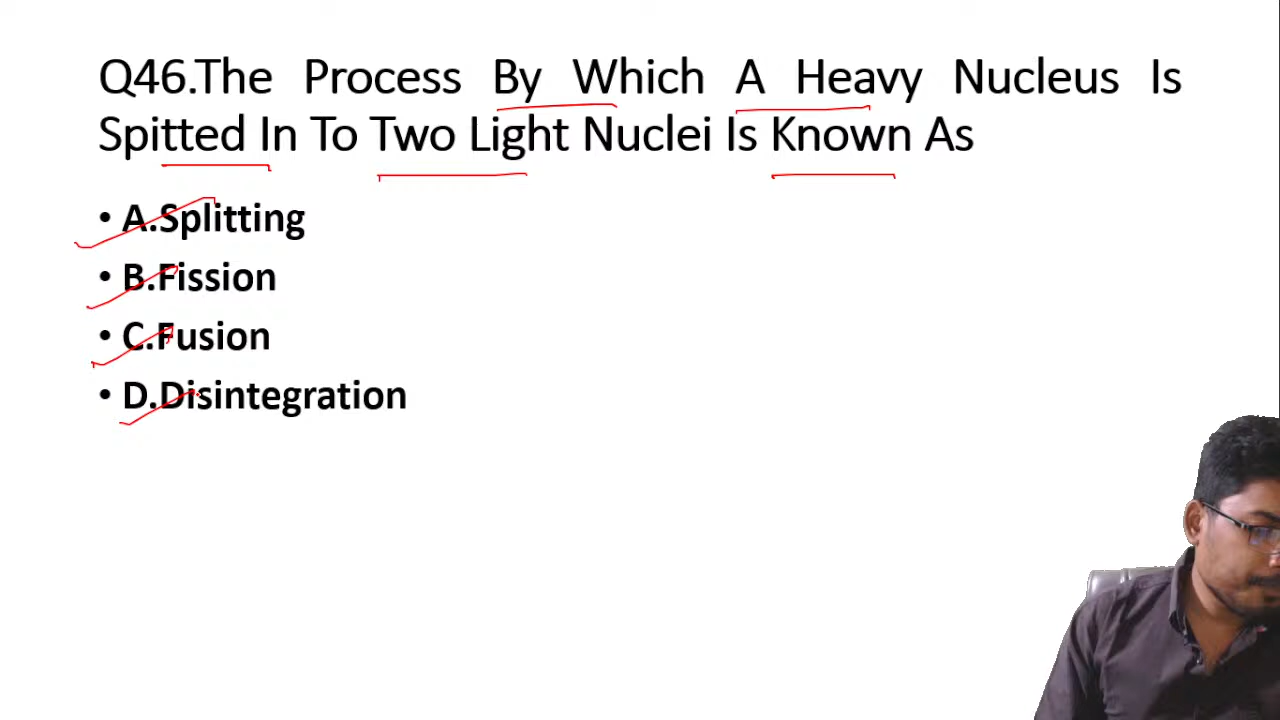 Q46.The Process By Which A Heavy Nucleus Is
Spitted In To Two Light Nuclei Is Known As
• A.Splitting
• B.Fission
• C.Fusion
• D.Disintegration